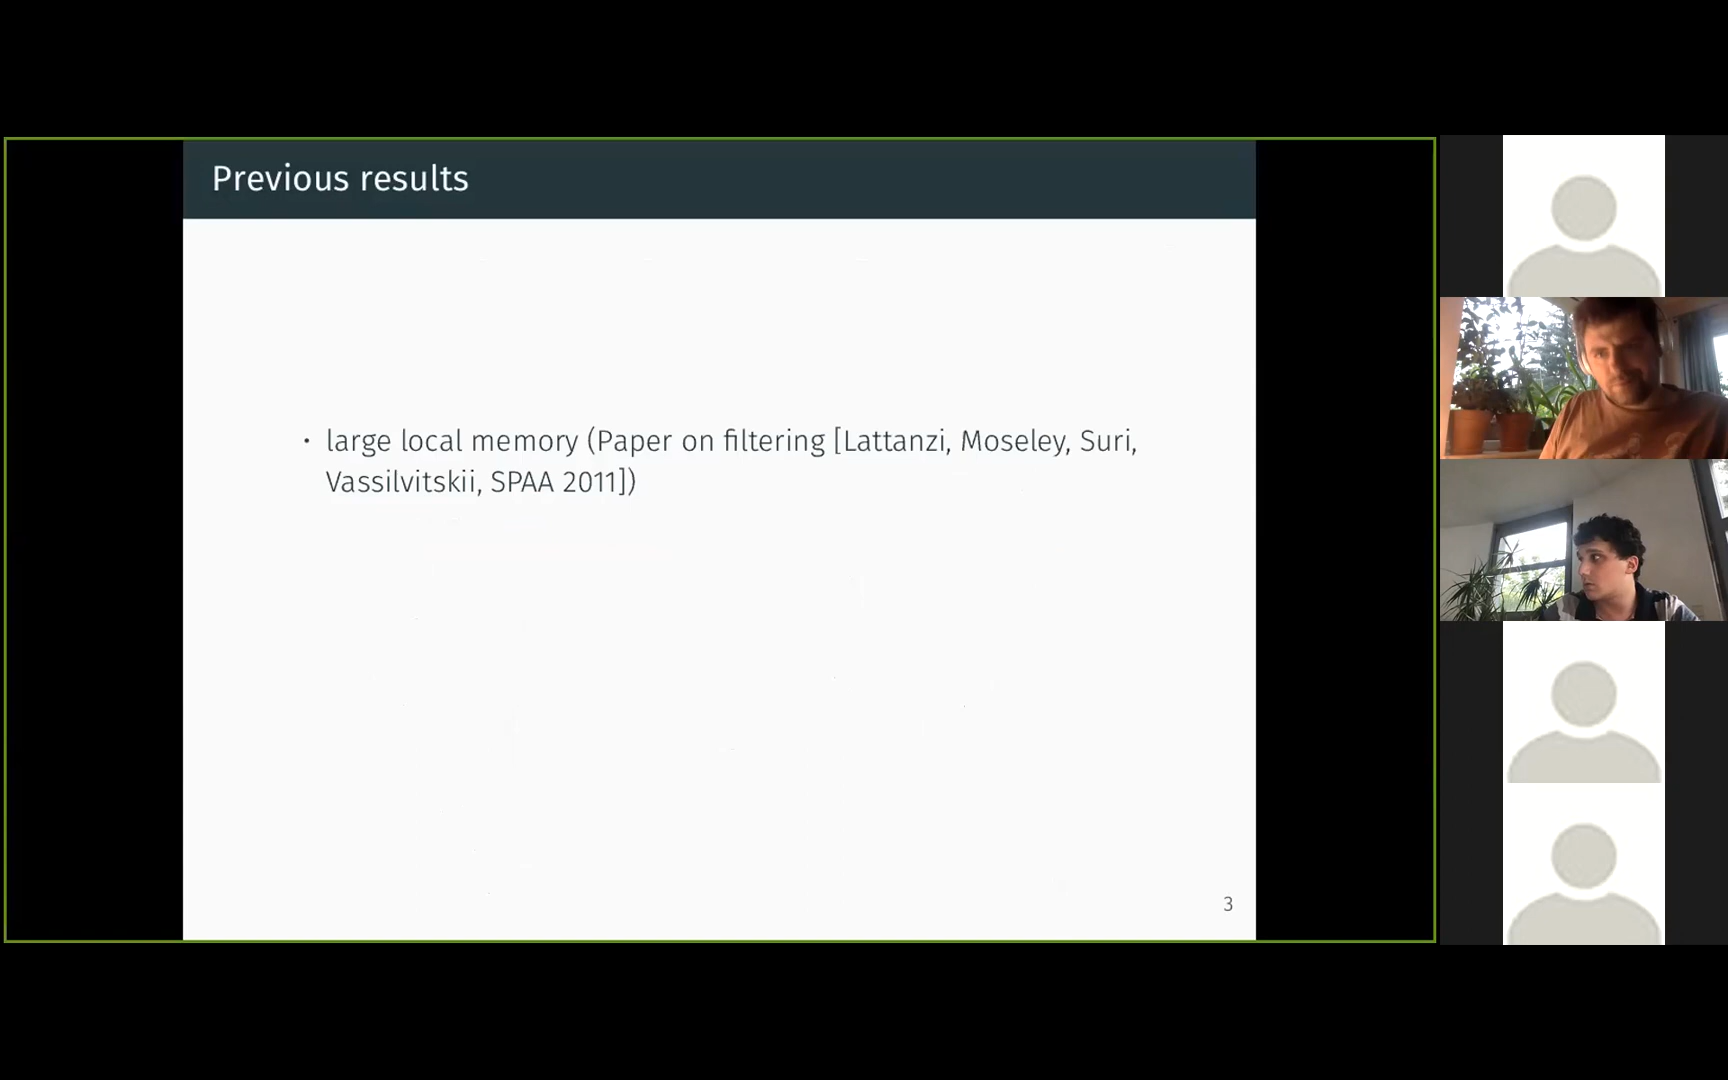 Previous results
· large local memory (Paper on filtering [Lattanzi, Moseley, Suri,
Vassilvitskii, SPAA 2011])
3